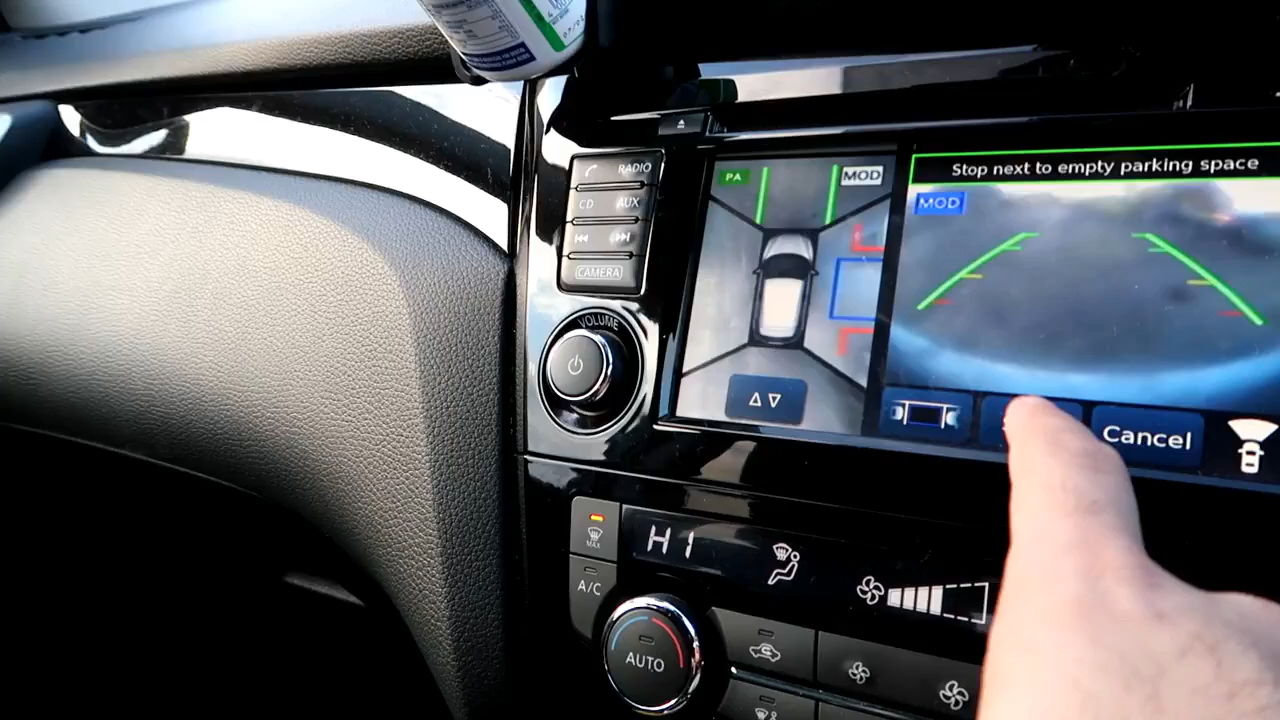 RADIO
CD AUX
CAMERA
VOLUME
PA
MOD
Stop next to empty parking space
MOD
Cancel
MAX
HI
A/C
AUTO